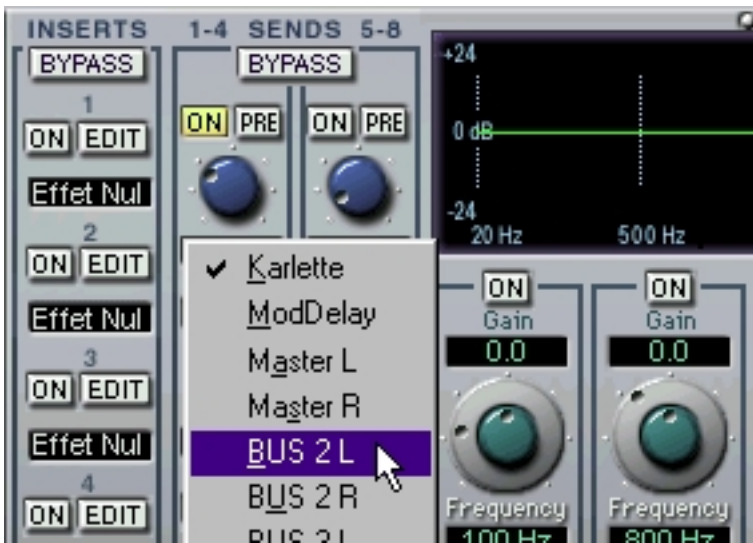 INSERTS
BYPASS
1
ON EDIT
Effet Nul
2
ON EDIT
Effet Nul
3
ON EDIT
Effet Nul
4
ON EDIT
1-4 SENDS 5-8
BYPASS
ON PRE
ON PRE
Karlette
ModDelay
Master L
Master R
BUS 2 L
BUS 2 R
BUS 3 L
+24
0 dB
-24
20 Hz
500 Hz
ON
Gain
0.0
Frequency
100 Hz
ON
Gain
0.0
Frequency
800 Hz